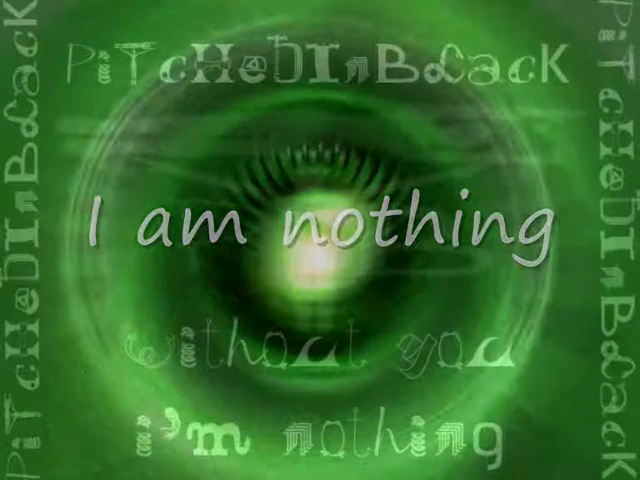 PiTcHeDInBLacK
PiTcHeDInBLacK
PiTcHeDInBLacK
I am nothing
without you
i'm nothing